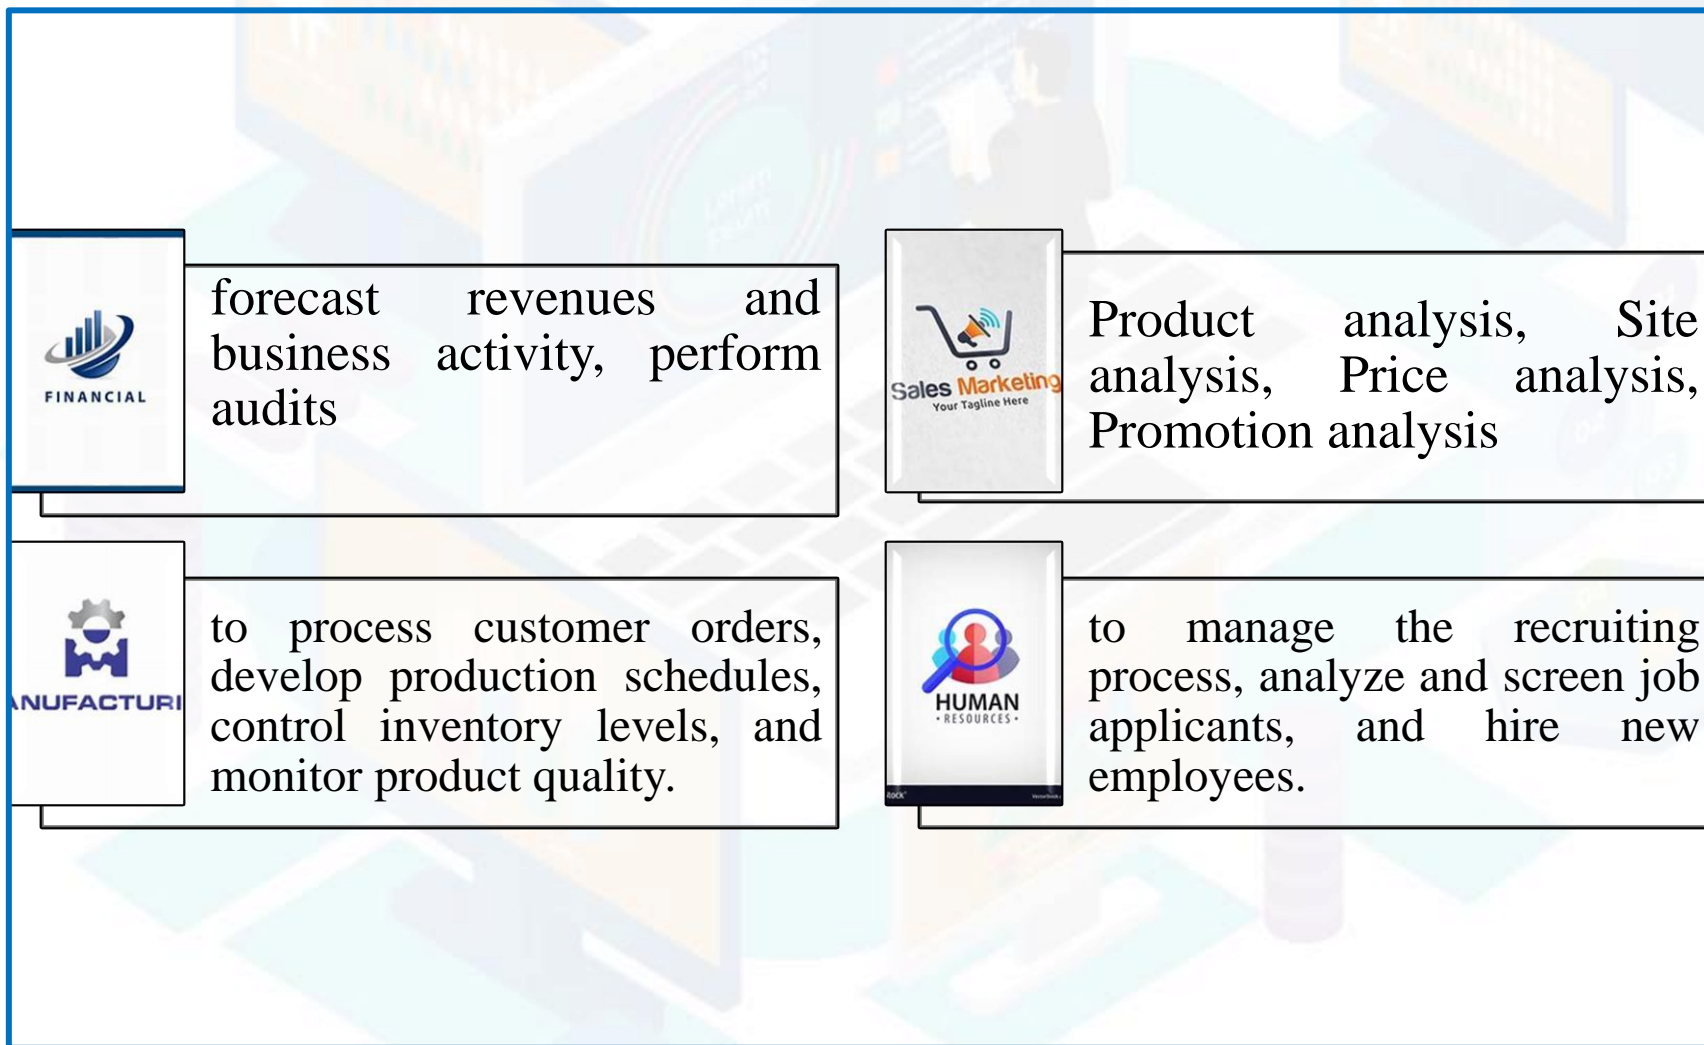 FINANCIAL
forecast revenues and
business activity, perform
audits
Sales Marketing
Your Tagline Here
Product analysis, Site
analysis, Price analysis,
Promotion analysis
ANUFACTURI
to process customer orders,
develop production schedules,
control inventory levels, and
monitor product quality.
HUMAN
• RESOURCES •
to manage the recruiting
process, analyze and screen job
applicants, and hire new
employees.